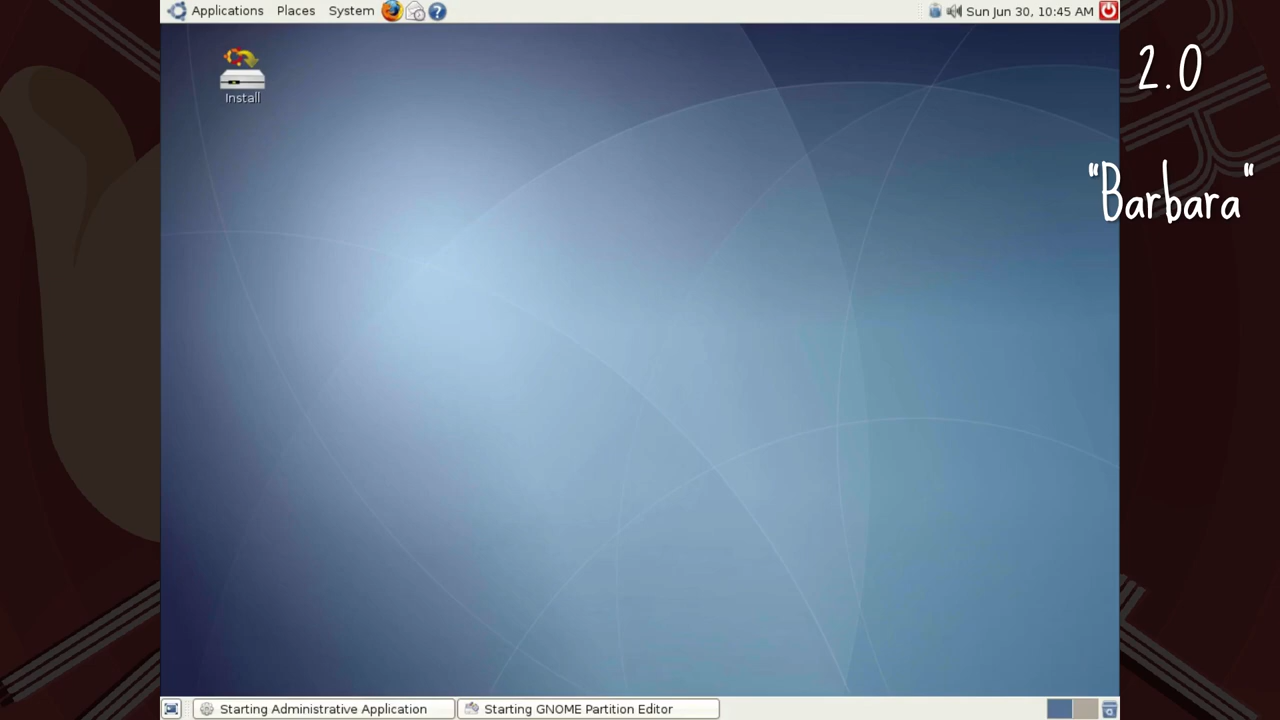 Applications Places System
Sun Jun 30, 10:45 AM
2.0
Install
"Barbara"
Starting Administrative Application
Starting GNOME Partition Editor